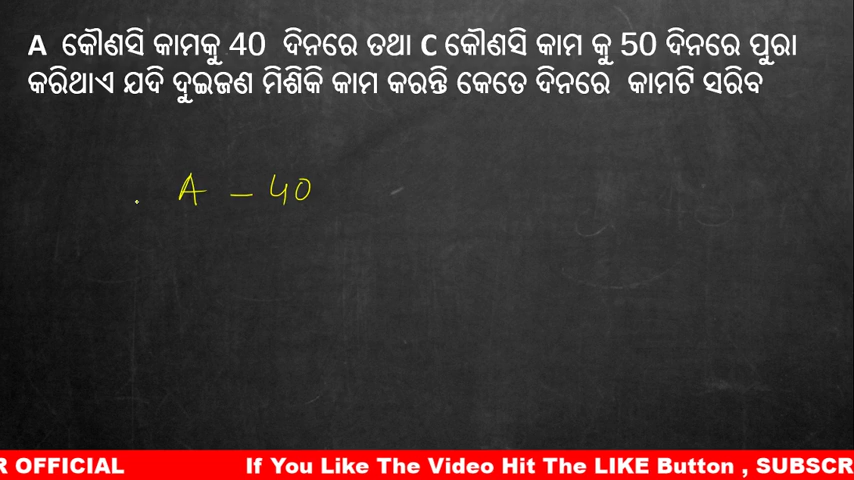 A କୌଣସି କାମକୁ 40 ଦିନରେ ତଥା C କୌଣସି କାମ କୁ 50 ଦିନରେ ପୁରା
କରିଥାଏ ଯଦି ଦୁଇଜଣ ମିଶିକି କାମ କରନ୍ତି କେତେ ଦିନରେ କାମଟି ସରିବ
A - 40
R OFFICIAL If You Like The Video Hit The LIKE Button , SUBSCR